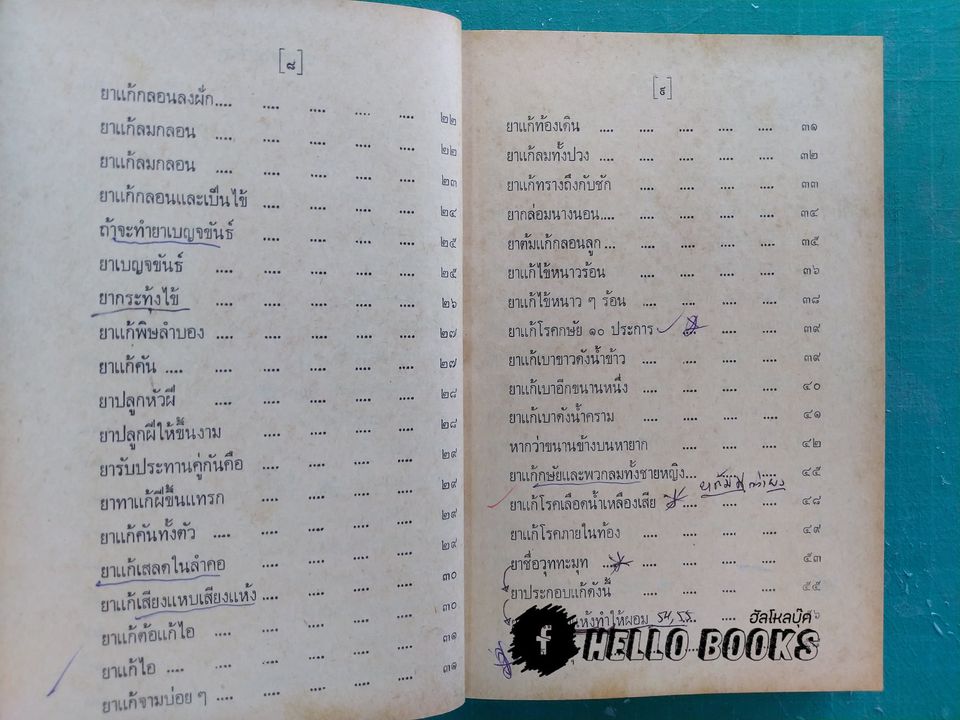 [๘]
ยาแก้กลอนลงฝัก.... .... .... .... .... ๒๒
ยาแก้ลมกลอน .... .... .... .... .... ๒๒
ยาแก้ลมกลอน .... .... .... .... .... ๒๓
ยาแก้กลอนและเป็นไข้ .... .... .... .... ๒๔
ถ้าจะทำยาเบญจขันธ์ .... .... .... .... ๒๕
ยาเบญจขันธ์ .... .... .... .... .... ๒๕
ยากระทุ้งไข้ .... .... .... .... .... ๒๖
ยาแก้พิษลำบอง .... .... .... .... .... ๒๗
ยาแก้คัน .... .... .... .... .... .... ๒๗
ยาปลูกหัวฝี .... .... .... .... .... ๒๘
ยาปลูกฝีให้ขึ้นงาม .... .... .... .... ๒๘
ยารับประทานคู่กันคือ .... .... .... .... ๒๙
ยาทาแก้ฝีขึ้นแทรก .... .... .... .... ๒๙
ยาแก้คันทั้งตัว .... .... .... .... .... ๒๙
ยาแก้เสลดในลำคอ .... .... .... .... ๒๙
ยาแก้เสียงแหบเสียงแห้ง .... .... .... .... ๓๐
ยาแก้ต้อแก้ไอ .... .... .... .... .... ๓๐
ยาแก้ไอ .... .... .... .... .... .... ๓๑
ยาแก้จามบ่อย ๆ .... .... .... .... .... ๓๑
[๙]
ยาแก้ท้องเดิน .... .... .... .... .... ๓๑
ยาแก้ลมทั้งปวง .... .... .... .... .... ๓๒
ยาแก้ทรางถึงกับชัก .... .... .... .... ๓๓
ยากล่อมนางนอน.... .... .... .... .... ๓๔
ยาต้มแก้กลอนลูก ... .... .... .... .... ๓๕
ยาแก้ไข้หนาวร้อน .... .... .... .... ๓๖
ยาแก้ไข้หนาว ๆ ร้อน .... .... .... .... ๓๘
ยาแก้โรคกษัย ๑๐ ประการ .... .... .... ๓๙
ยาแก้เบาขาวดังน้ำข้าว .... .... .... .... ๓๙
ยาแก้เบาอีกขนานหนึ่ง .... .... .... .... ๔๐
ยาแก้เบาดังน้ำคราม .... .... .... .... ๔๑
หากว่าขนานข้างบนหายาก .... .... .... ๔๒
ยาแก้กษัยและพวกลมทั้งชายหญิง... .... .... .... ๔๕
ยาแก้โรคเลือดน้ำเหลืองเสีย .... .... .... ๔๘
ยาแก้โรคภายในท้อง .... .... .... .... ๔๙
ยาชื่อวุททะมุท .... .... .... .... ๕๓
ยาประกอบแก้ดังนี้ .... .... .... .... ๕๕
แห้งทำให้ผอม 54,55 .... .... ๖
ฮัลโหลบุ๊ค
f HELLO BOOKS